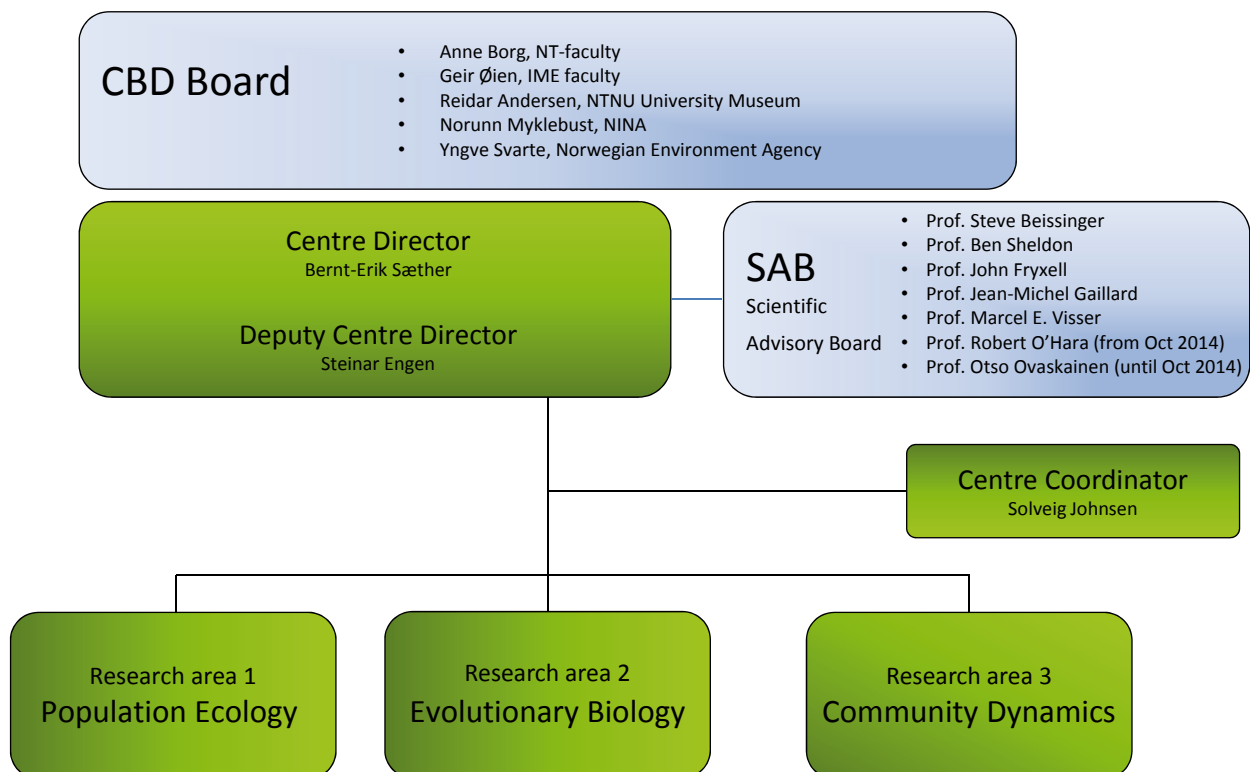 CBD Board
• Anne Borg, NT-faculty
• Geir Øien, IME faculty
• Reidar Andersen, NTNU University Museum
• Norunn Myklebust, NINA
• Yngve Svarte, Norwegian Environment Agency
Centre Director
Bernt-Erik Sæther
Deputy Centre Director
Steinar Engen
SAB
Scientific
Advisory Board
• Prof. Steve Beissinger
• Prof. Ben Sheldon
• Prof. John Fryxell
• Prof. Jean-Michel Gaillard
• Prof. Marcel E. Visser
• Prof. Robert O’Hara (from Oct 2014)
• Prof. Otso Ovaskainen (until Oct 2014)
Centre Coordinator
Solveig Johnsen
Research area 1
Population Ecology
Research area 2
Evolutionary Biology
Research area 3
Community Dynamics